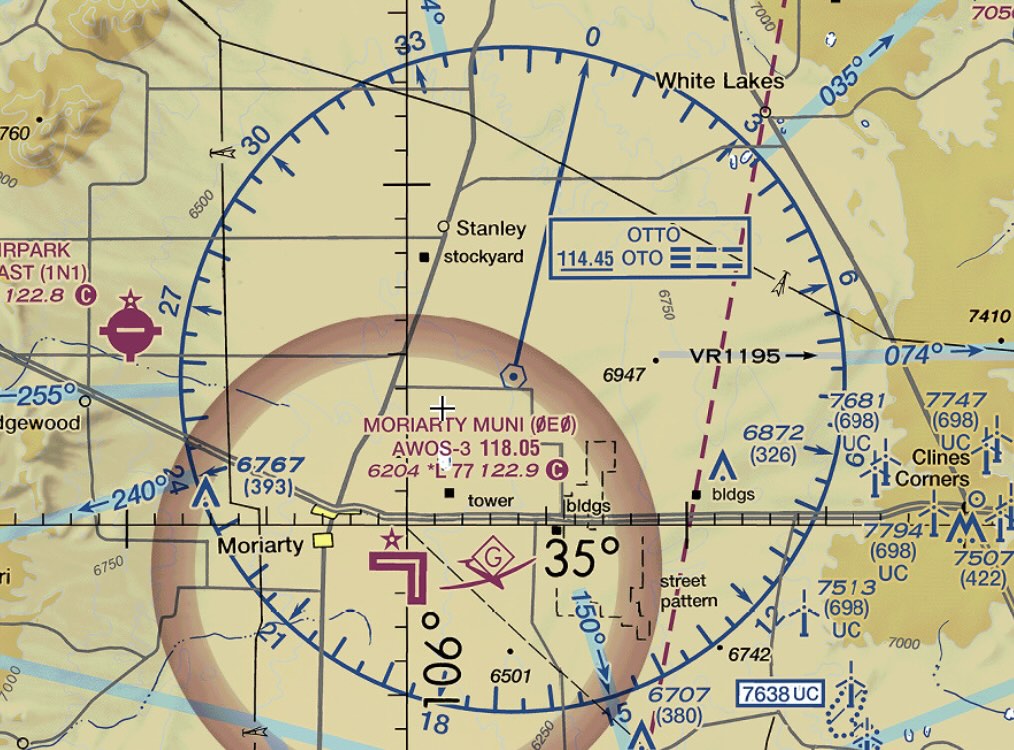 7000
7050
4°
33
0
White Lakes
035°
3
760
30
6500
Stanley
stockyard
OTTO
114.45 OTO
IRPARK
AST (1N1)
122.8 C
27
6
6750
7410
VR1195
074°
6947
255°
dgewood
MORIARTY MUNI (ØEØ)
AWOS-3 118.05
6204 *L 77 122.9 C
7681
(698)
UC
7747
(698)
UC
6872
(326)
9
Clines
Corners
24
6767
(393)
240°
tower
bldgs
bldgs
Moriarty
35°
G
7794
(698)
UC
7507
(422)
6750
ri
street
pattern
7513
(698)
UC
150°
12
21
106°
7000
6501
6742
7000
18
15
6707
(380)
7638 UC
6250